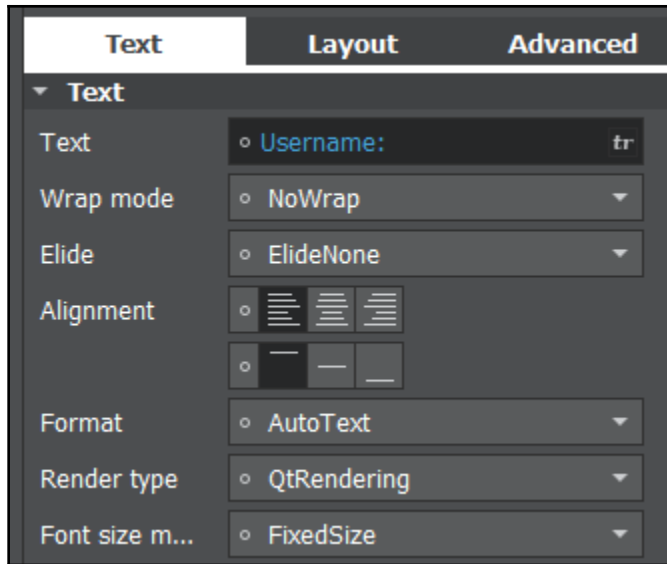 Text Layout Advanced
Text
Text Username: tr
Wrap mode NoWrap
Elide ElideNone
Alignment
Format AutoText
Render type QtRendering
Font size m... FixedSize